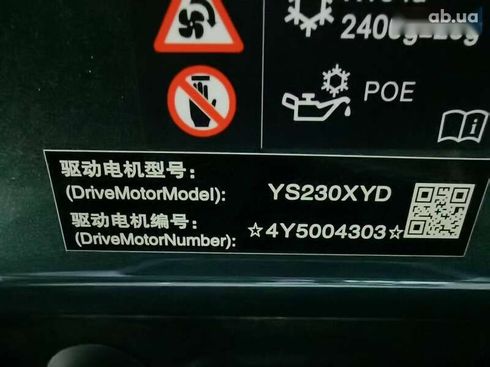 ab.ua
POE
驱动电机型号:
(DriveMotorModel): YS230XYD
驱动电机编号:
(DriveMotorNumber): ☆4Y5004303☆